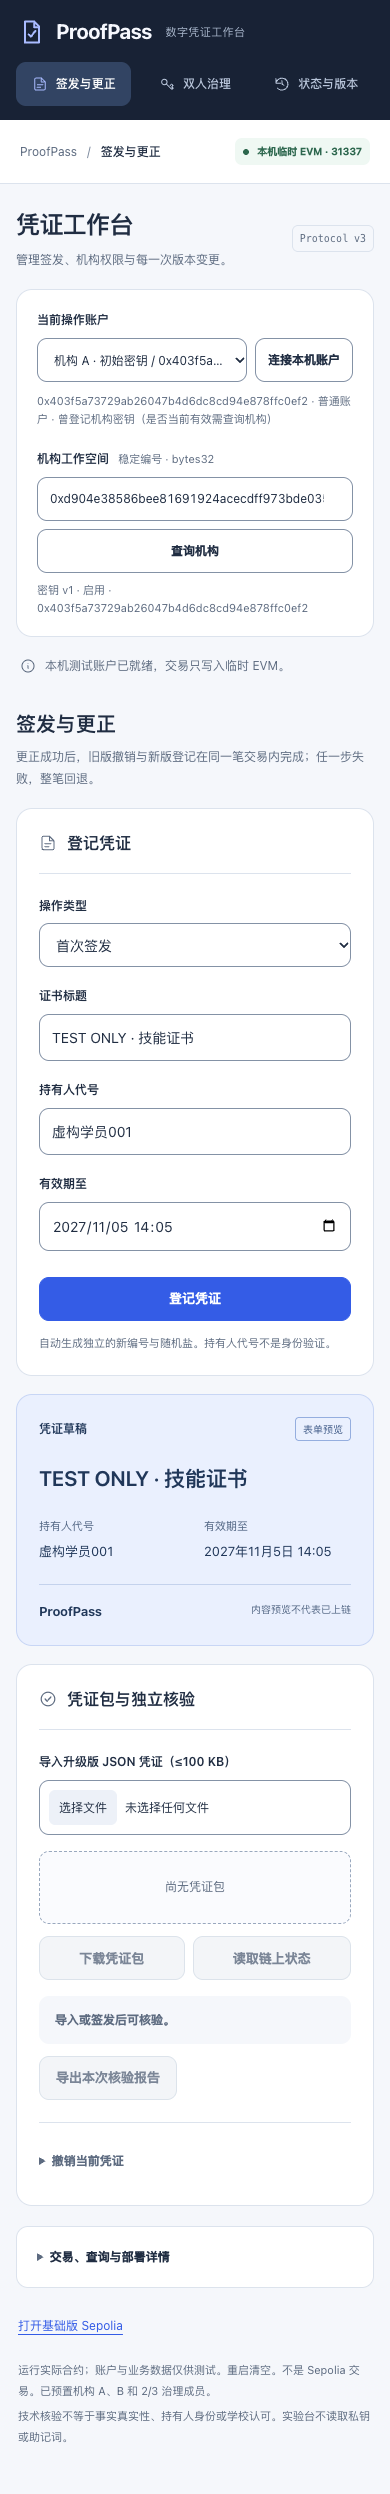 ProofPass 数字凭证工作台
签发与更正 双人治理 状态与版本
ProofPass / 签发与更正 本机临时 EVM · 31337
凭证工作台
Protocol v3
管理签发、机构权限与每一次版本变更。
当前操作账户
机构 A · 初始密钥 / 0x403f5a... 连接本机账户
0x403f5a73729ab26047b4d6dc8cd94e878ffc0ef2 · 普通账
户 · 曾登记机构密钥（是否当前有效需查询机构）
机构工作空间 稳定编号 · bytes32
0xd904e38586bee81691924acecdff973bde03
查询机构
密钥 v1 · 启用 ·
0x403f5a73729ab26047b4d6dc8cd94e878ffc0ef2
本机测试账户已就绪，交易只写入临时 EVM。
签发与更正
更正成功后，旧版撤销与新版登记在同一笔交易内完成；任一步失
败，整笔回退。
登记凭证
操作类型
首次签发
证书标题
TEST ONLY · 技能证书
持有人代号
虚构学员001
有效期至
2027/11/05 14:05
登记凭证
自动生成独立的新编号与随机盐。持有人代号不是身份验证。
凭证草稿 表单预览
TEST ONLY · 技能证书
持有人代号 有效期至
虚构学员001 2027年11月5日 14:05
ProofPass 内容预览不代表已上链
凭证包与独立核验
导入升级版 JSON 凭证（≤100 KB）
选择文件 未选择任何文件
尚无凭证包
下载凭证包 读取链上状态
导入或签发后可核验。
导出本次核验报告
撤销当前凭证
交易、查询与部署详情
打开基础版 Sepolia
运行实际合约；账户与业务数据仅供测试。重启清空。不是 Sepolia 交
易。已预置机构 A、B 和 2/3 治理成员。
技术核验不等于事实真实性、持有人身份或学校认可。实验台不读取私钥
或助记词。